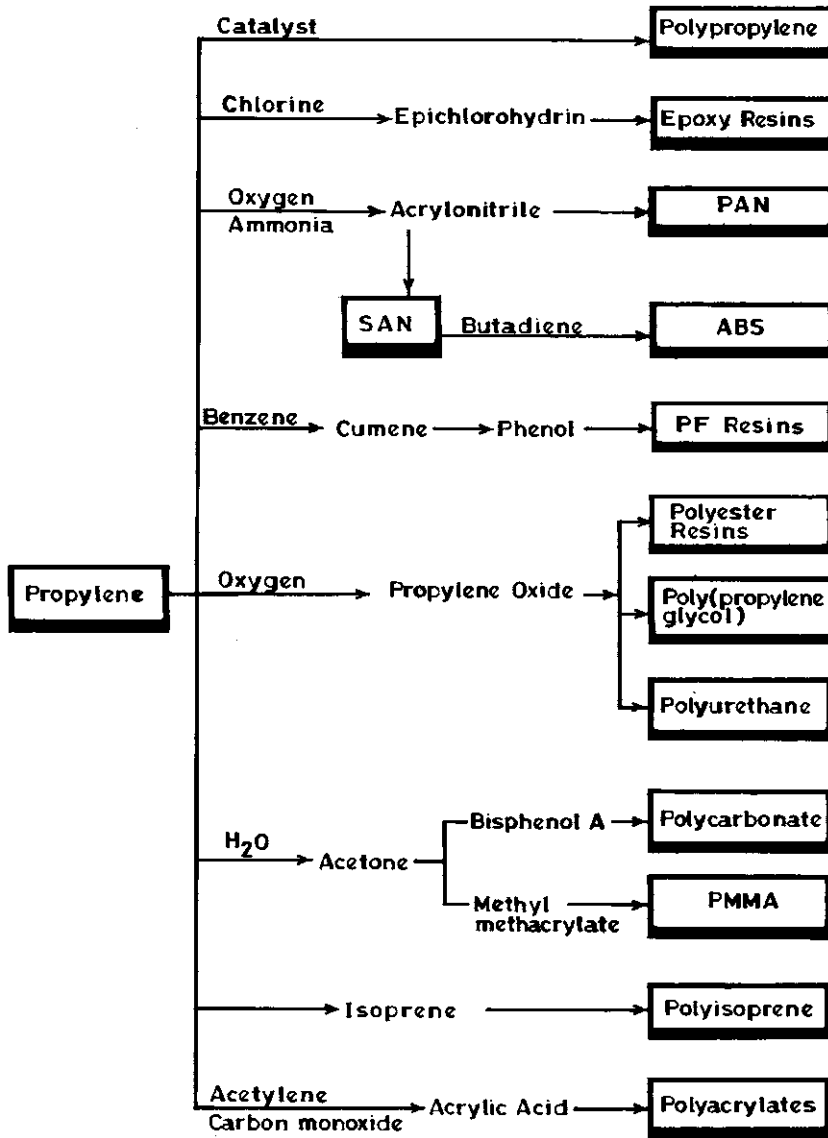 Catalyst
Polypropylene
Chlorine
Epichlorohydrin
Epoxy Resins
Oxygen
Ammonia
Acrylonitrile
PAN
SAN
Butadiene
ABS
Benzene
Cumene
Phenol
PF Resins
Propylene
Oxygen
Propylene Oxide
Polyester
Resins
Poly(propylene
glycol)
Polyurethane
H₂O
Acetone
Bisphenol A
Polycarbonate
Methyl
methacrylate
PMMA
Isoprene
Polyisoprene
Acetylene
Carbon monoxide
Acrylic Acid
Polyacrylates